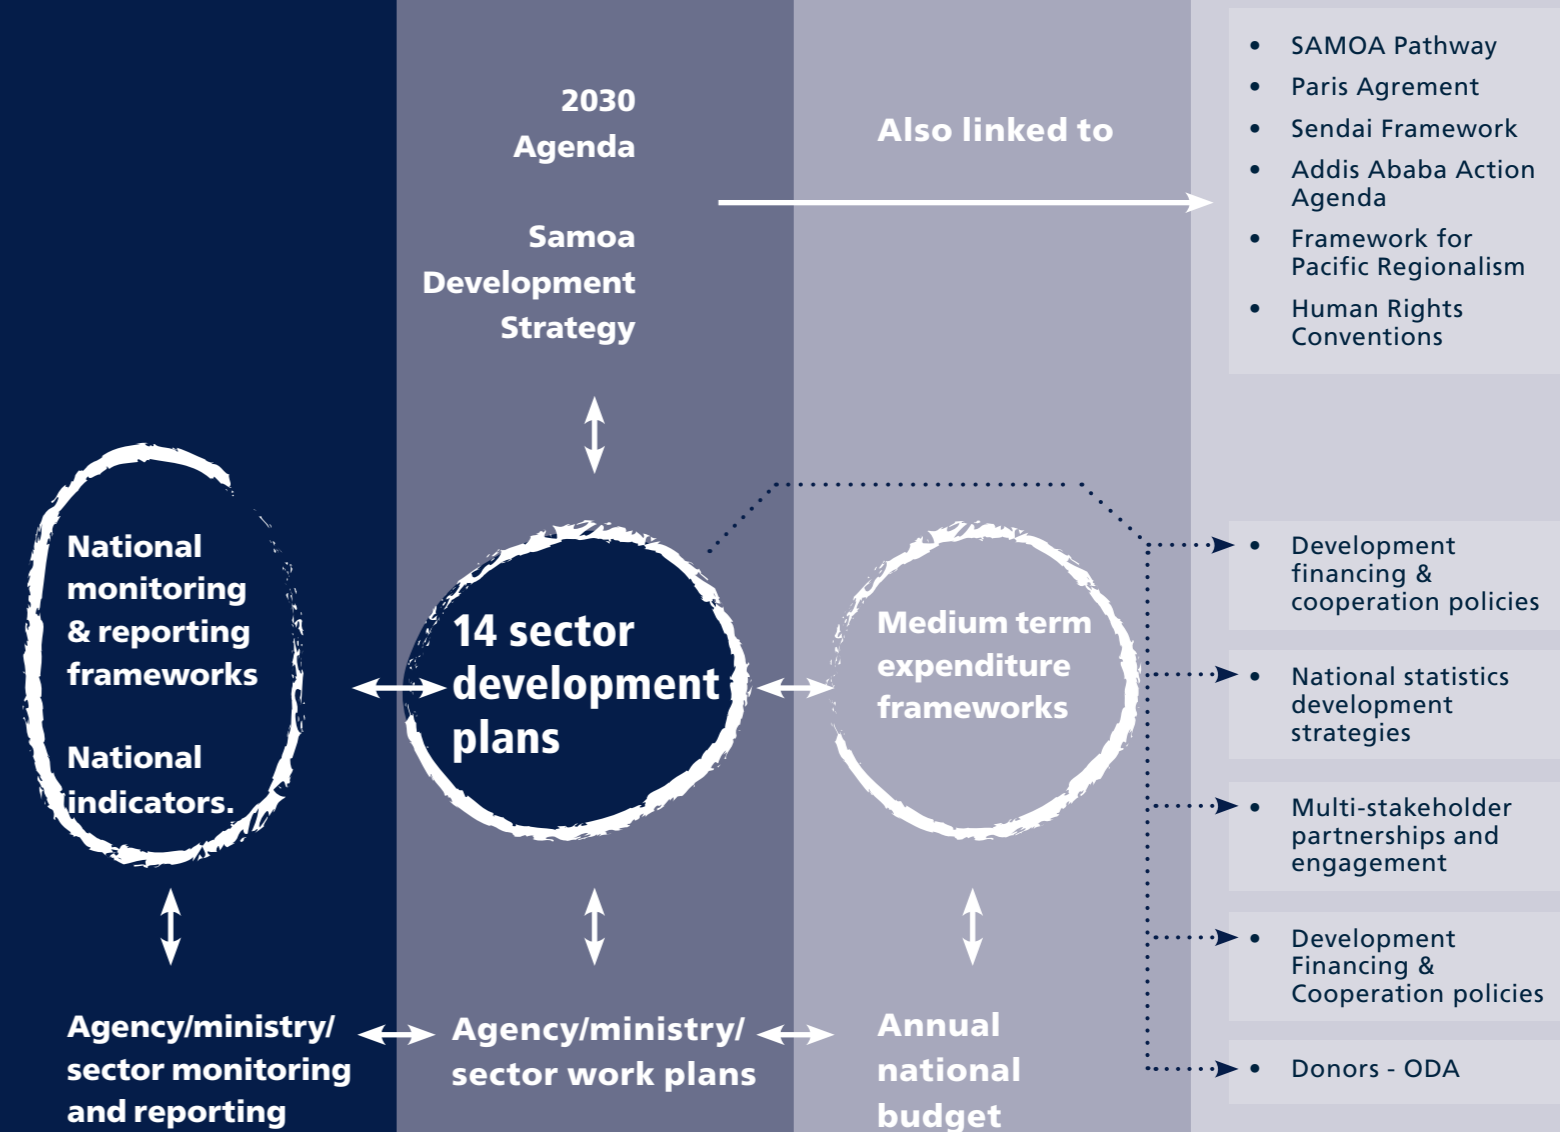 2030
Agenda
Samoa
Development
Strategy
Also linked to
• SAMOA Pathway
• Paris Agrement
• Sendai Framework
• Addis Ababa Action
Agenda
• Framework for
Pacific Regionalism
• Human Rights
Conventions
National
monitoring
& reporting
frameworks
National
indicators.
14 sector
development
plans
Medium term
expenditure
frameworks
• Development
financing &
cooperation policies
• National statistics
development
strategies
• Multi-stakeholder
partnerships and
engagement
• Development
Financing &
Cooperation policies
• Donors - ODA
Agency/ministry/
sector monitoring
and reporting
Agency/ministry/
sector work plans
Annual
national
budget